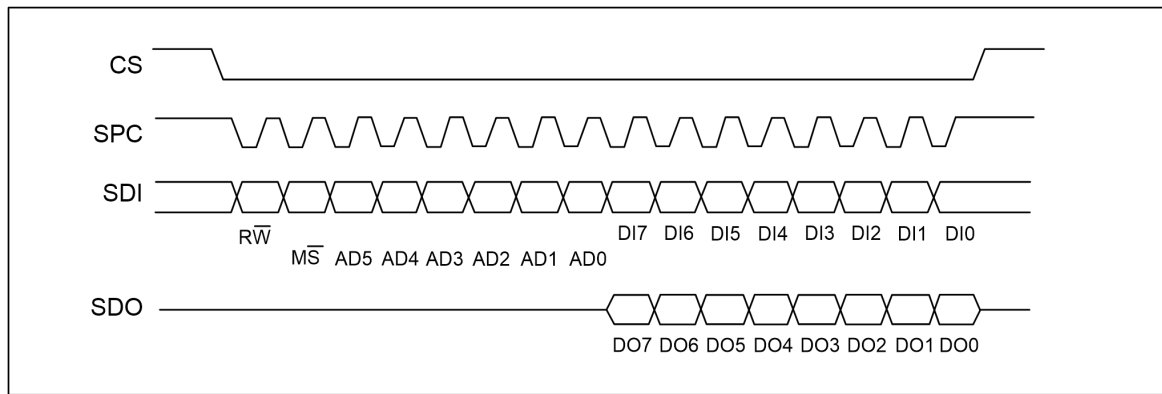 CS
SPC
SDI
RW̅ DI7 DI6 DI5 DI4 DI3 DI2 DI1 DI0
MS̅ AD5 AD4 AD3 AD2 AD1 AD0
SDO
DO7 DO6 DO5 DO4 DO3 DO2 DO1 DO0